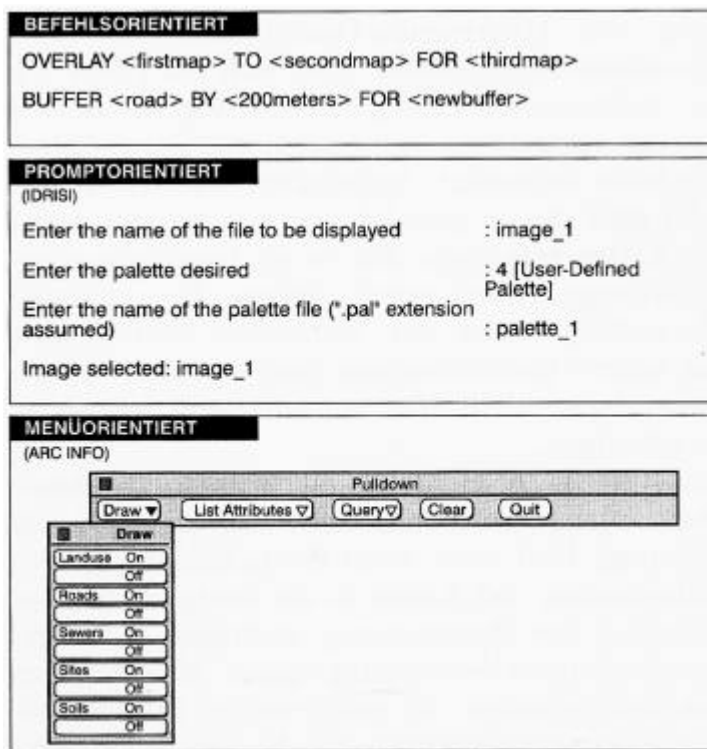 BEFEHLSORIENTIERT
OVERLAY <firstmap> TO <secondmap> FOR <thirdmap>
BUFFER <road> BY <200meters> FOR <newbuffer>
PROMPTORIENTIERT
(IDRISI)
Enter the name of the file to be displayed : image_1
Enter the palette desired : 4 [User-Defined
Palette]
Enter the name of the palette file (".pal" extension
assumed) : palette_1
Image selected: image_1
MENÜORIENTIERT
(ARC INFO)
Pulldown
Draw List Attributes Query Clear Quit
Draw
Landuse On
Off
Roads On
Off
Sewers On
Off
Sites On
Off
Soils On
Off